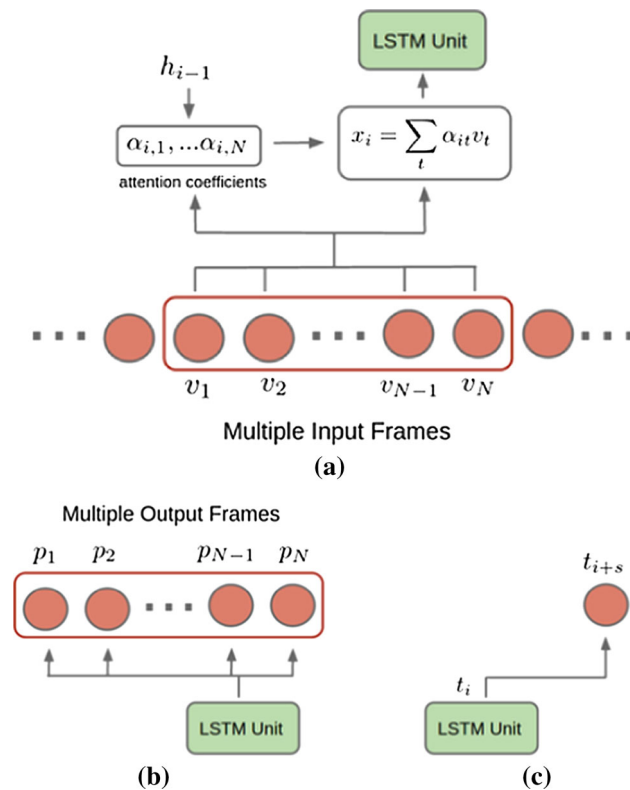 LSTM Unit
h_{i-1}
α_{i,1}, ...α_{i,N}
x_i = ∑_t α_{it} v_t
attention coefficients
v_1 v_2 v_{N-1} v_N
Multiple Input Frames
(a)
Multiple Output Frames
p_1 p_2 p_{N-1} p_N
t_{i+s}
t_i
LSTM Unit
LSTM Unit
(b)
(c)